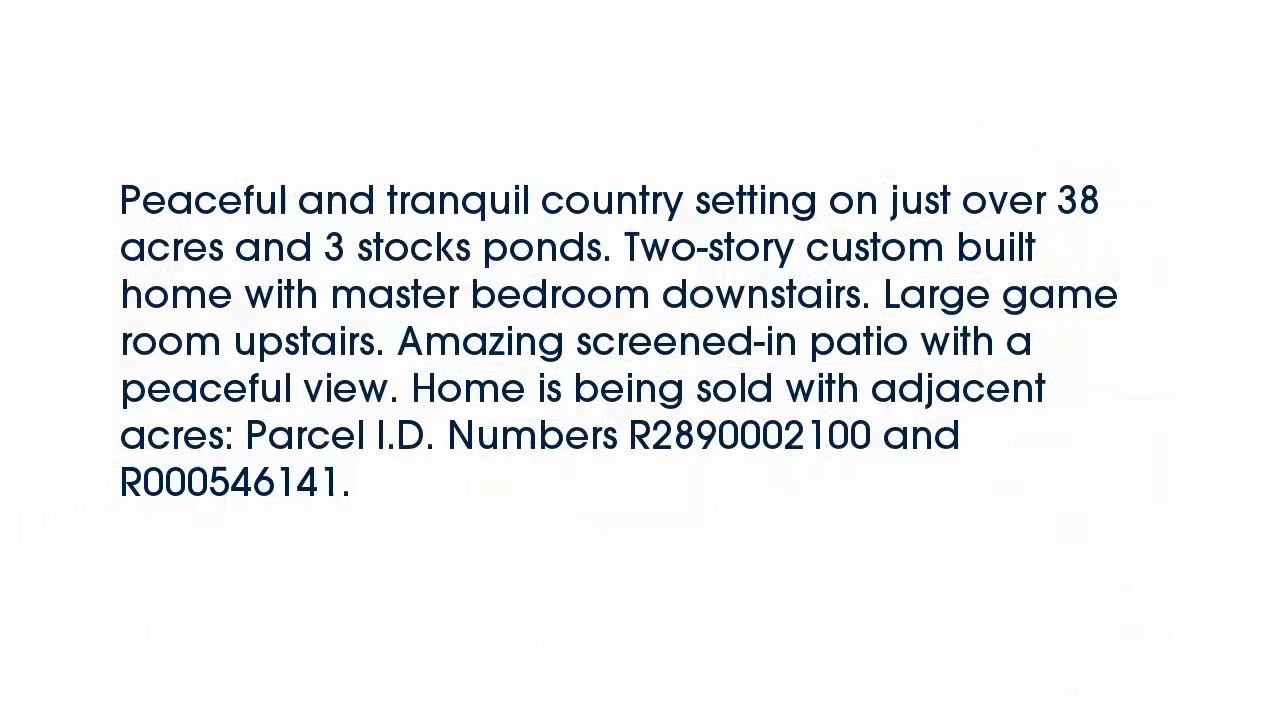 Peaceful and tranquil country setting on just over 38
acres and 3 stocks ponds. Two-story custom built
home with master bedroom downstairs. Large game
room upstairs. Amazing screened-in patio with a
peaceful view. Home is being sold with adjacent
acres: Parcel I.D. Numbers R2890002100 and
R000546141.